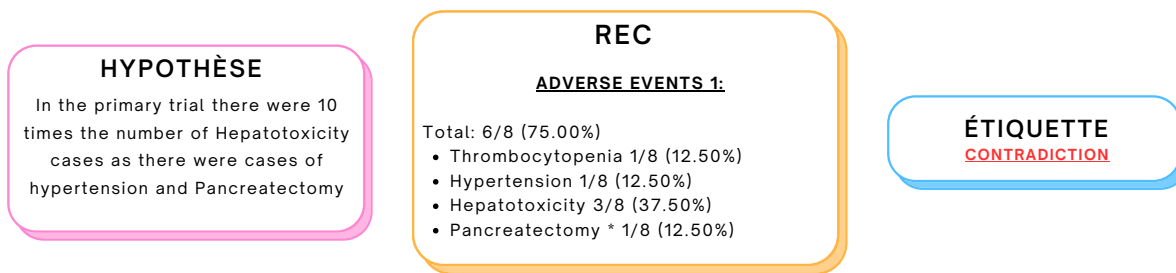 HYPOTHÈSE
In the primary trial there were 10
times the number of Hepatotoxicity
cases as there were cases of
hypertension and Pancreatectomy
REC
ADVERSE EVENTS 1:
Total: 6/8 (75.00%)
• Thrombocytopenia 1/8 (12.50%)
• Hypertension 1/8 (12.50%)
• Hepatotoxicity 3/8 (37.50%)
• Pancreatectomy * 1/8 (12.50%)
ÉTIQUETTE
CONTRADICTION